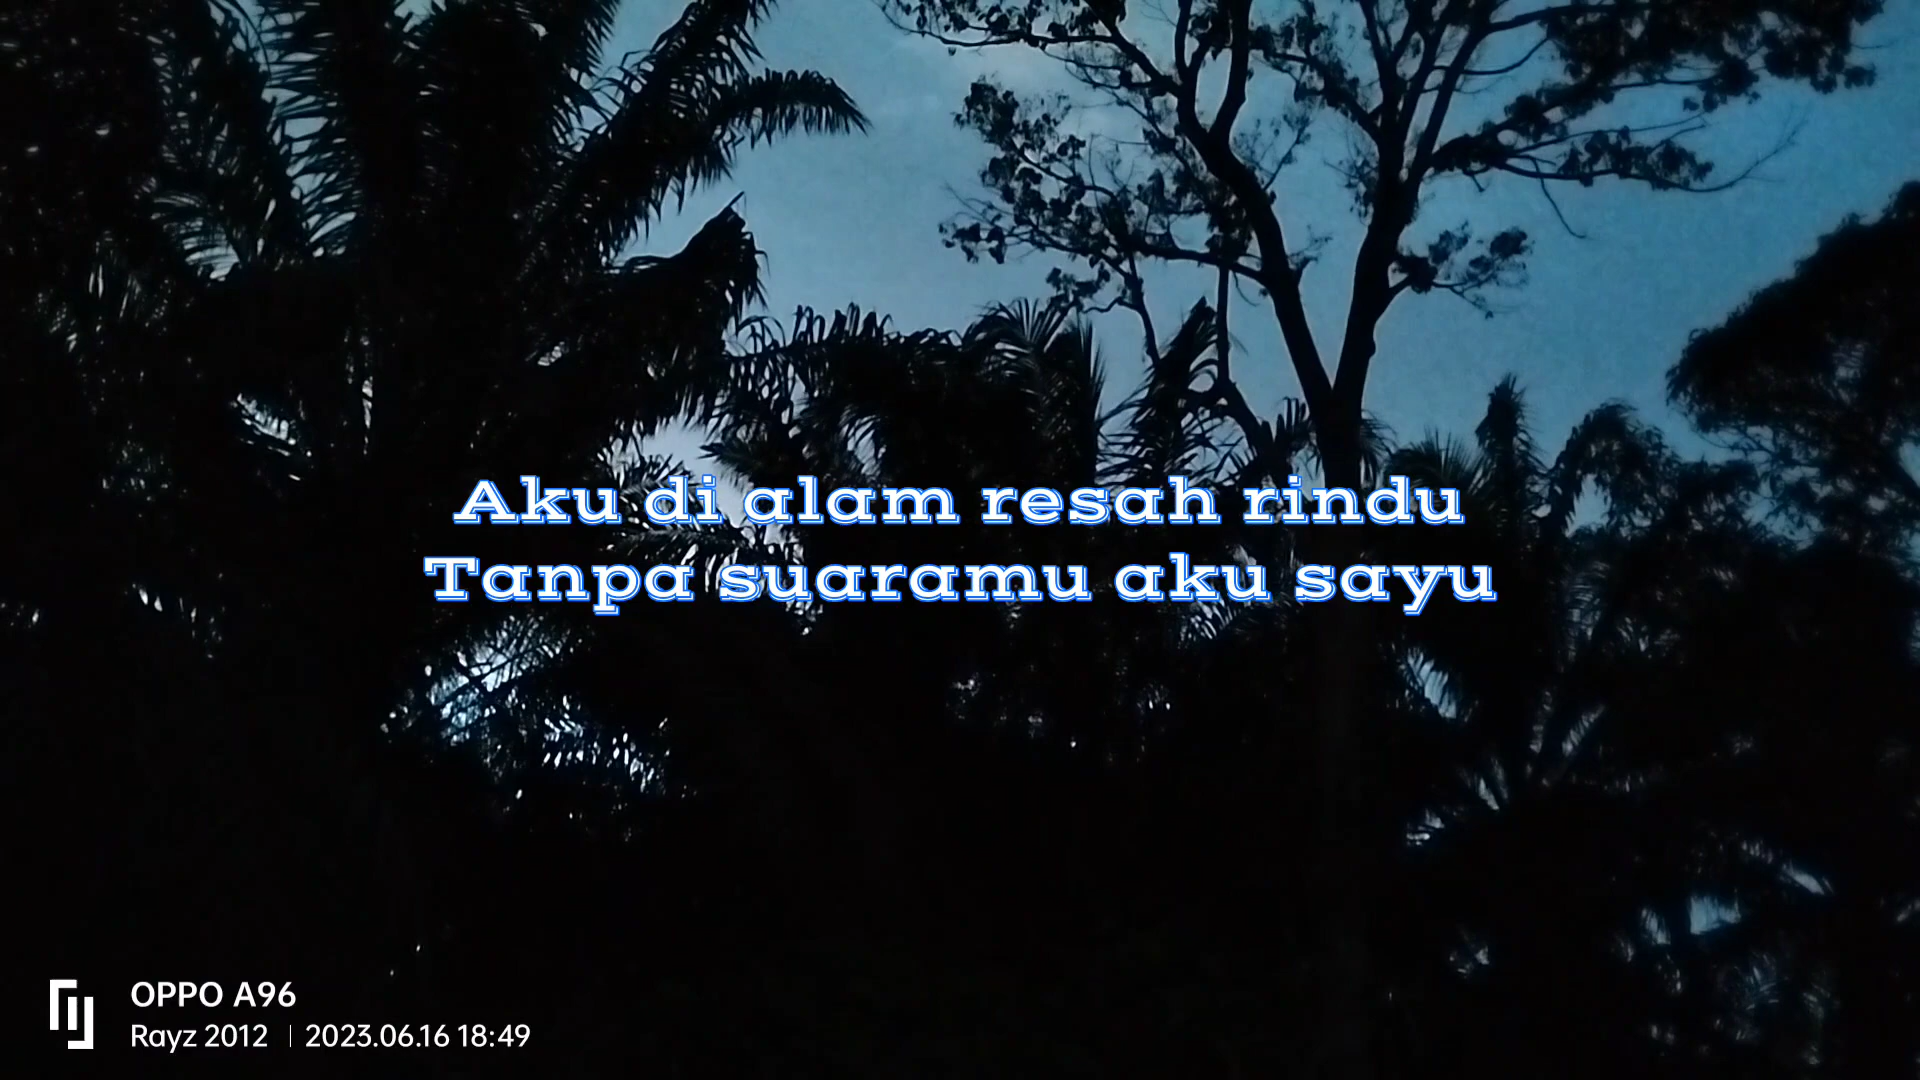 Aku di alam resah rindu
Tanpa suaramu aku sayu
OPPO A96
Rayz 2012 | 2023.06.16 18:49